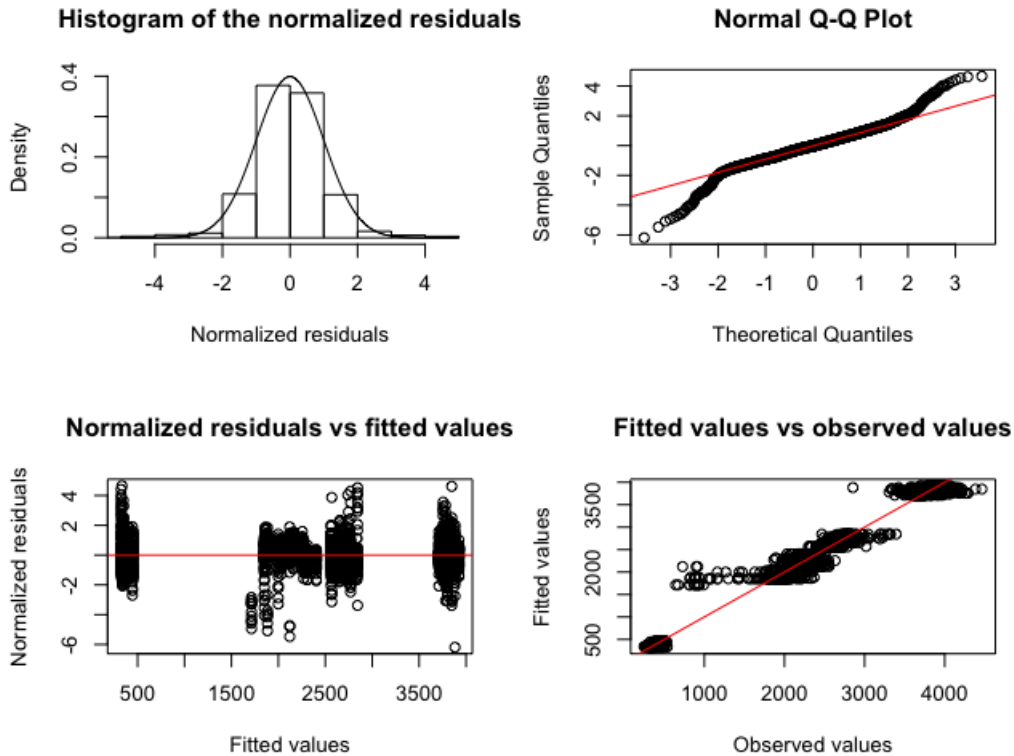 Histogram of the normalized residuals
Density
0.0 0.2 0.4
-4 -2 0 2 4
Normalized residuals
Normal Q-Q Plot
Sample Quantiles
-6 -2 2 4
-3 -2 -1 0 1 2 3
Theoretical Quantiles
Normalized residuals vs fitted values
Normalized residuals
-6 -2 2 4
500 1500 2500 3500
Fitted values
Fitted values vs observed values
Fitted values
500 2000 3500
1000 2000 3000 4000
Observed values